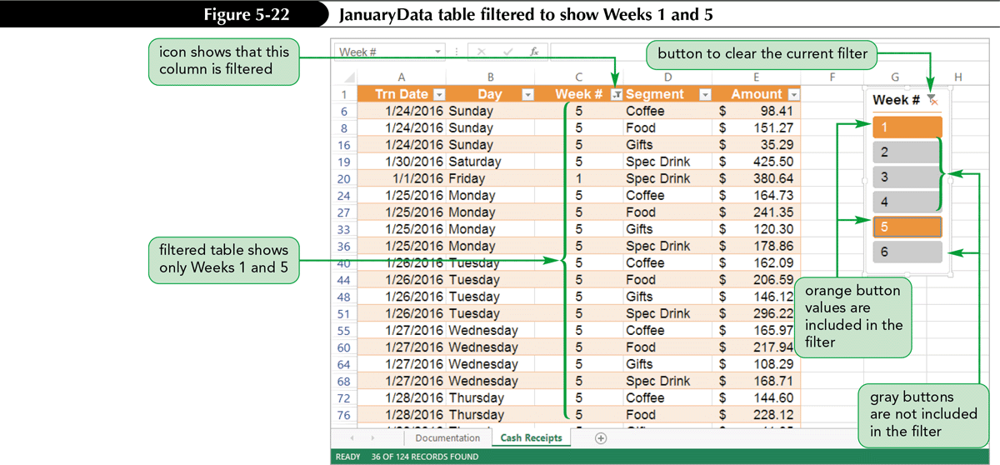 Figure 5-22 JanuaryData table filtered to show Weeks 1 and 5
icon shows that this
column is filtered
button to clear the current filter
Week # fx
A B C D E F G H
1 Trn Date Day Week # Segment Amount
6 1/24/2016 Sunday 5 Coffee $ 98.41
8 1/24/2016 Sunday 5 Food $ 151.27
16 1/24/2016 Sunday 5 Gifts $ 35.29
19 1/30/2016 Saturday 5 Spec Drink $ 425.50
20 1/1/2016 Friday 1 Spec Drink $ 380.64
24 1/25/2016 Monday 5 Coffee $ 164.73
27 1/25/2016 Monday 5 Food $ 241.35
33 1/25/2016 Monday 5 Gifts $ 120.30
36 1/25/2016 Monday 5 Spec Drink $ 178.86
40 1/26/2016 Tuesday 5 Coffee $ 162.09
44 1/26/2016 Tuesday 5 Food $ 206.59
48 1/26/2016 Tuesday 5 Gifts $ 146.12
51 1/26/2016 Tuesday 5 Spec Drink $ 296.22
55 1/27/2016 Wednesday 5 Coffee $ 165.97
60 1/27/2016 Wednesday 5 Food $ 217.94
64 1/27/2016 Wednesday 5 Gifts $ 108.29
68 1/27/2016 Wednesday 5 Spec Drink $ 168.71
72 1/28/2016 Thursday 5 Coffee $ 144.60
76 1/28/2016 Thursday 5 Food $ 228.12
Week #
1
2
3
4
5
6
filtered table shows
only Weeks 1 and 5
orange button
values are
included in the
filter
gray buttons
are not included
in the filter
Documentation Cash Receipts
READY 36 OF 124 RECORDS FOUND